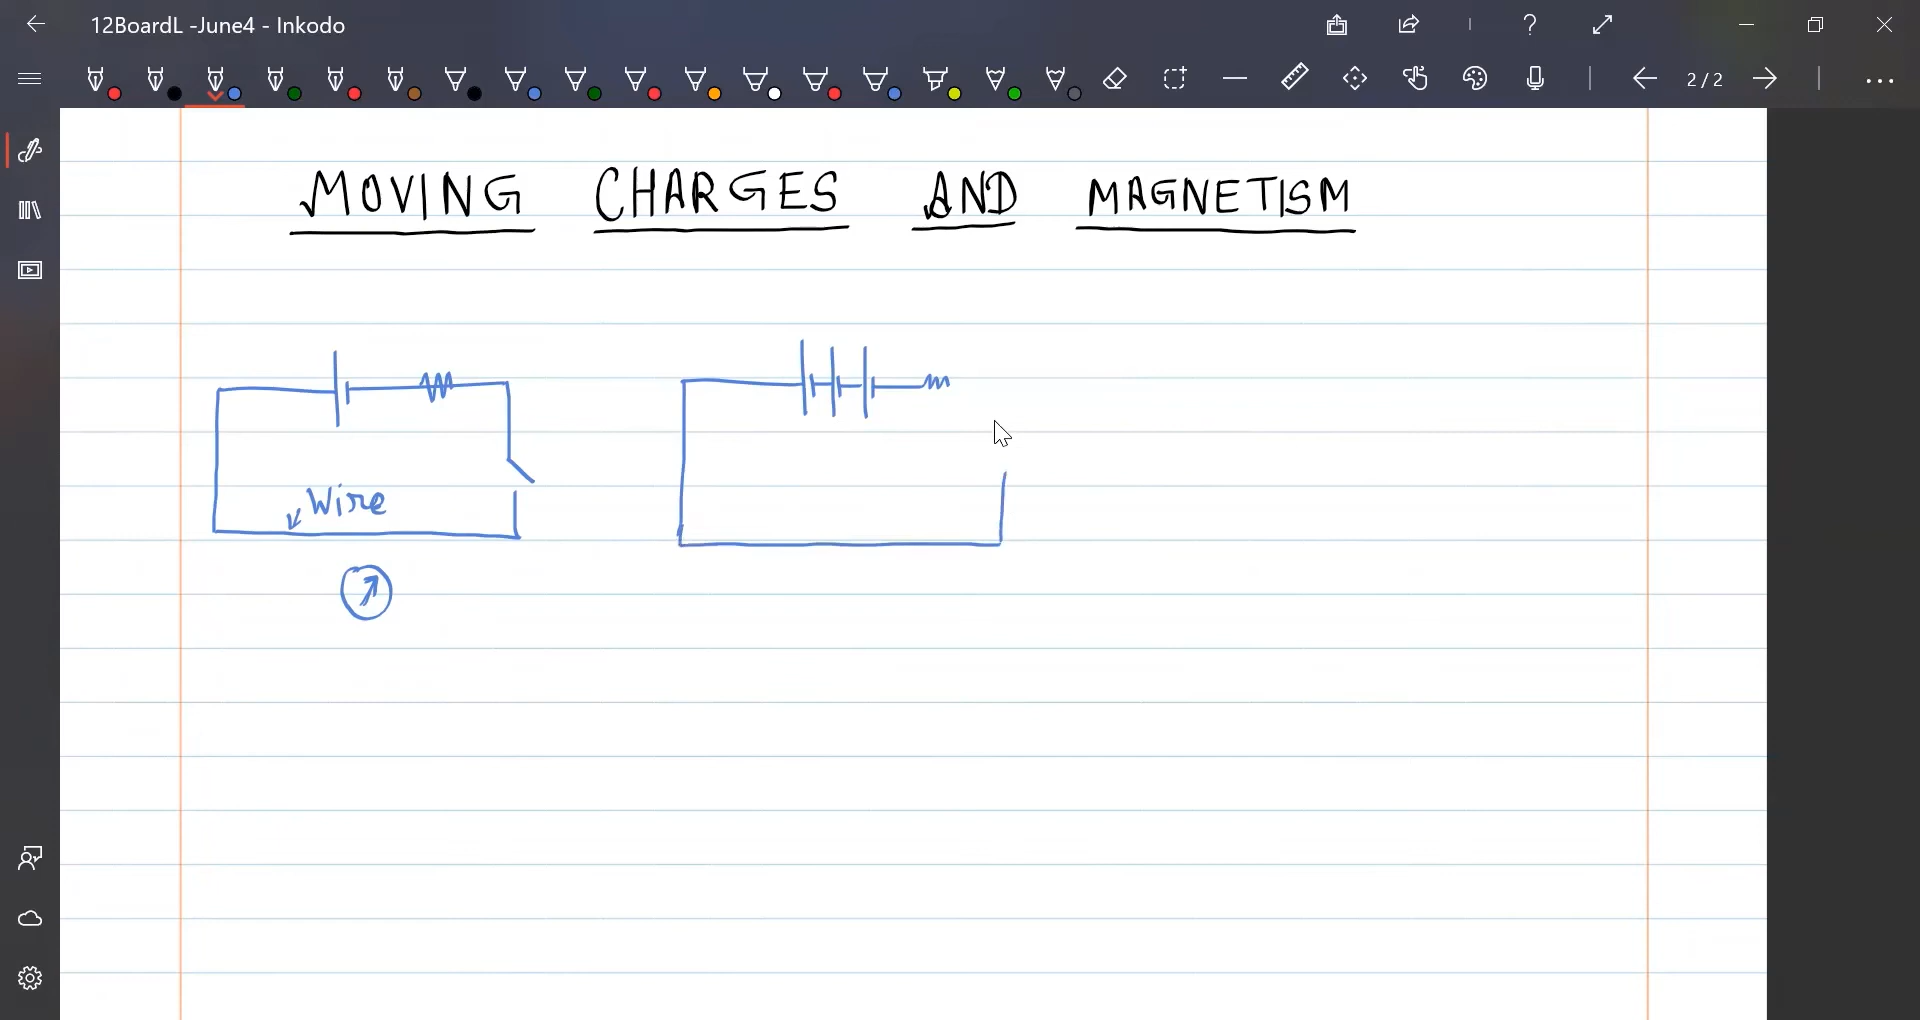 12BoardL -June4 - Inkodo
2/2
MOVING CHARGES AND MAGNETISM
Wire